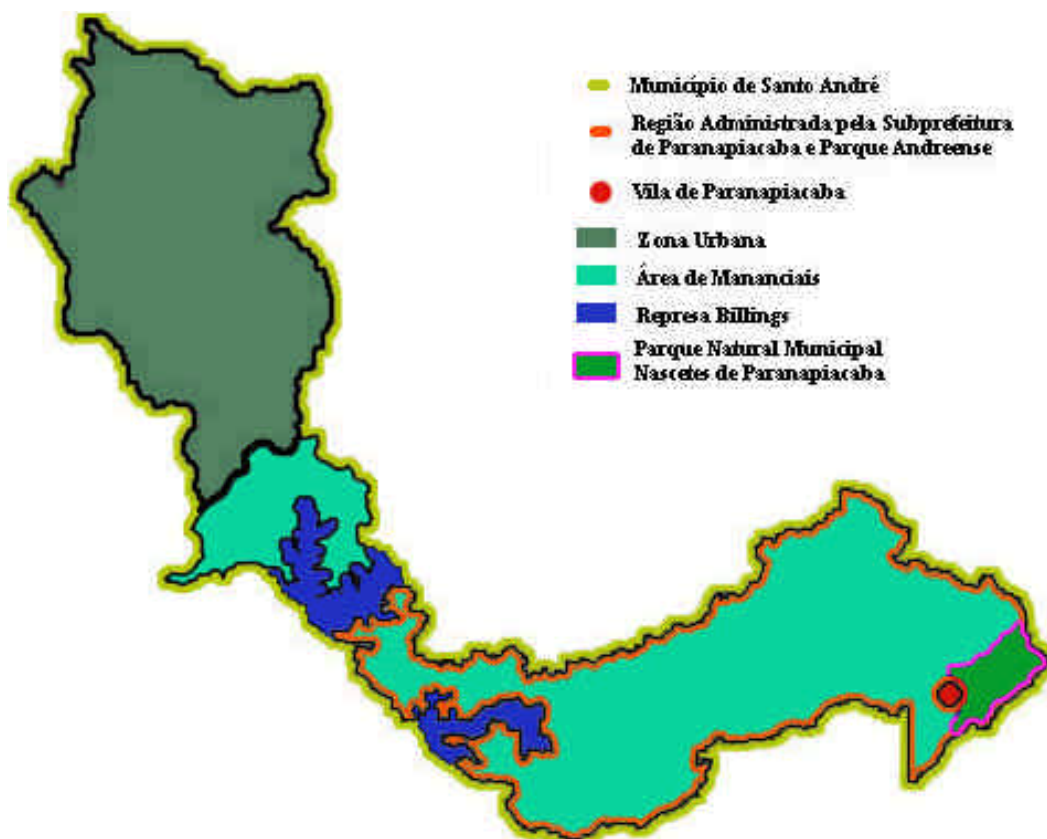 Município de Santo André
Região Administrada pela Subprefeitura
de Paranapiacaba e Parque Andreense
Vila de Paranapiacaba
Zona Urbana
Área de Mananciais
Represa Billings
Parque Natural Municipal
Nascetes de Paranapiacaba